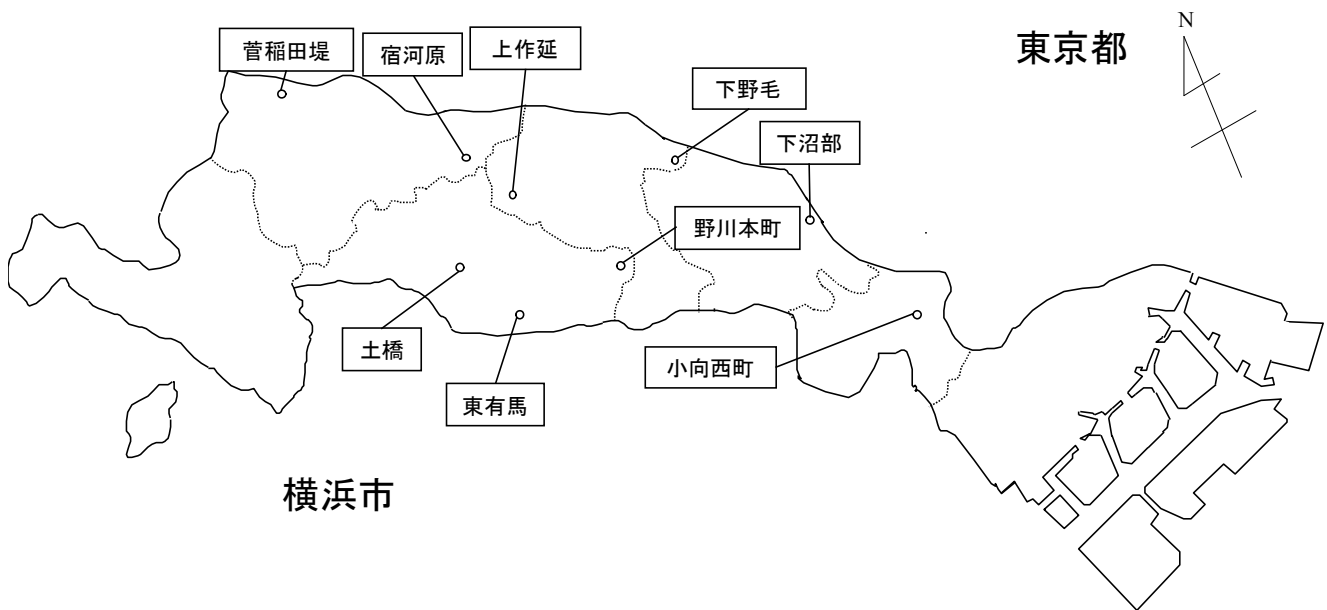 N
東京都
菅稲田堤
宿河原
上作延
下野毛
下沼部
野川本町
土橋
東有馬
小向西町
横浜市